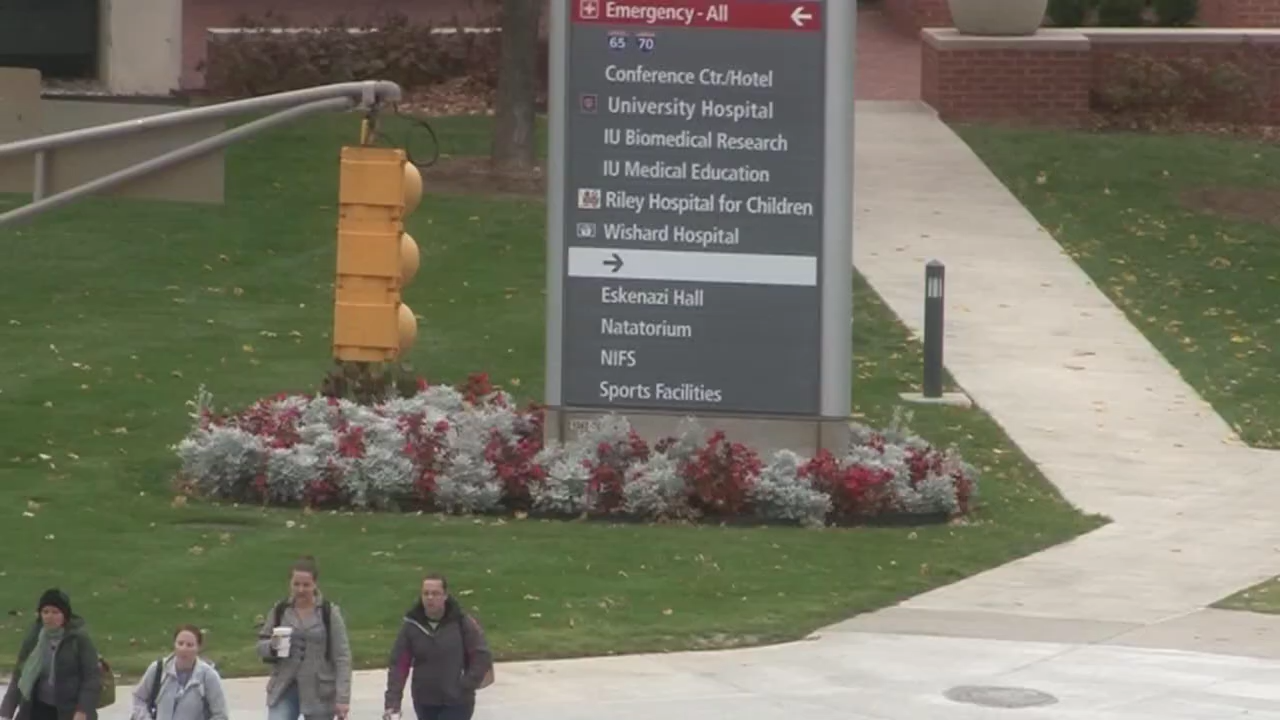 Emergency - All
65 70
Conference Ctr./Hotel
University Hospital
IU Biomedical Research
IU Medical Education
Riley Hospital for Children
Wishard Hospital
Eskenazi Hall
Natatorium
NIFS
Sports Facilities